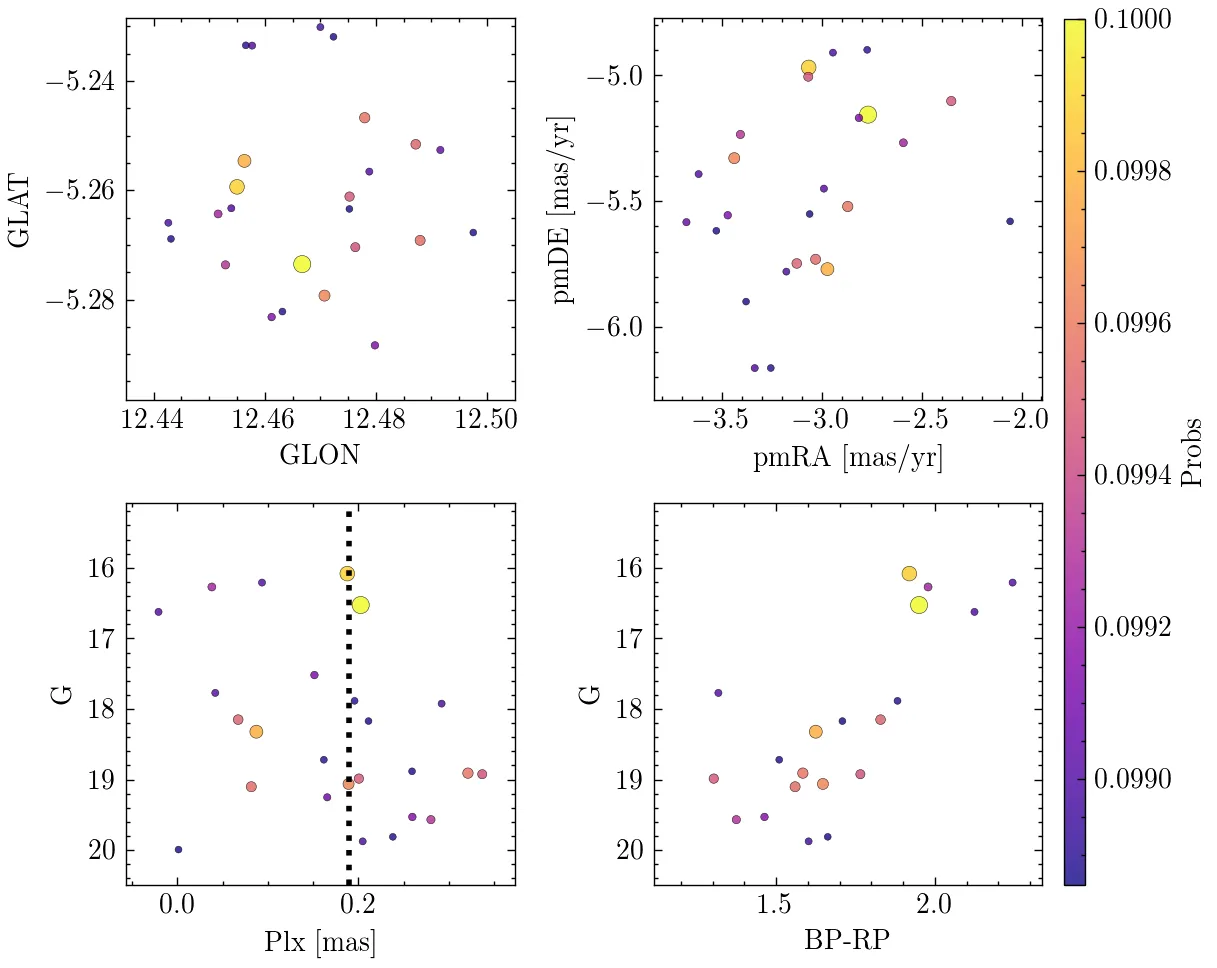 −5.24
−5.26
−5.28
GLAT
12.44 12.46 12.48 12.50
GLON
−5.0
−5.5
−6.0
pmDE [mas/yr]
−3.5 −3.0 −2.5 −2.0
pmRA [mas/yr]
16
17
18
19
20
G
0.0 0.2
Plx [mas]
16
17
18
19
20
G
1.5 2.0
BP-RP
0.1000
0.0998
0.0996
0.0994
0.0992
0.0990
Probs